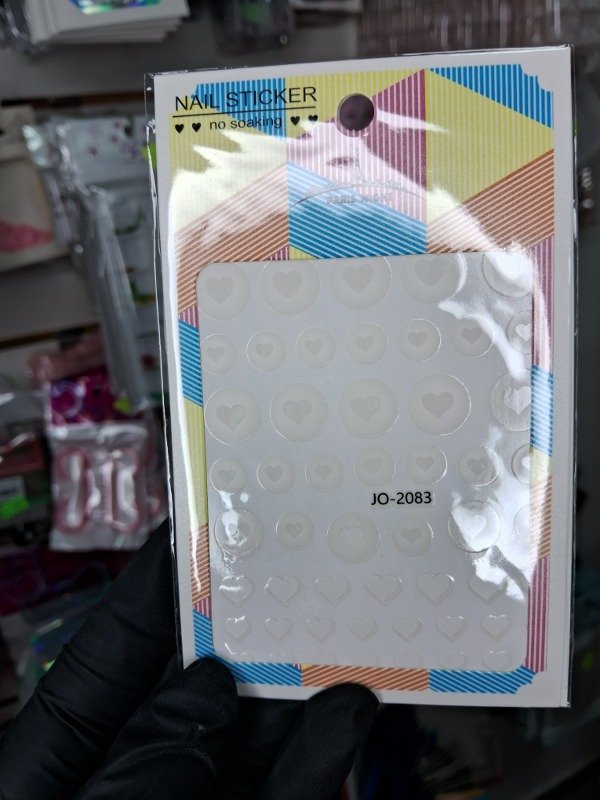 NAIL STICKER
♥ ♥ no soaking ♥ ♥
JO-2083